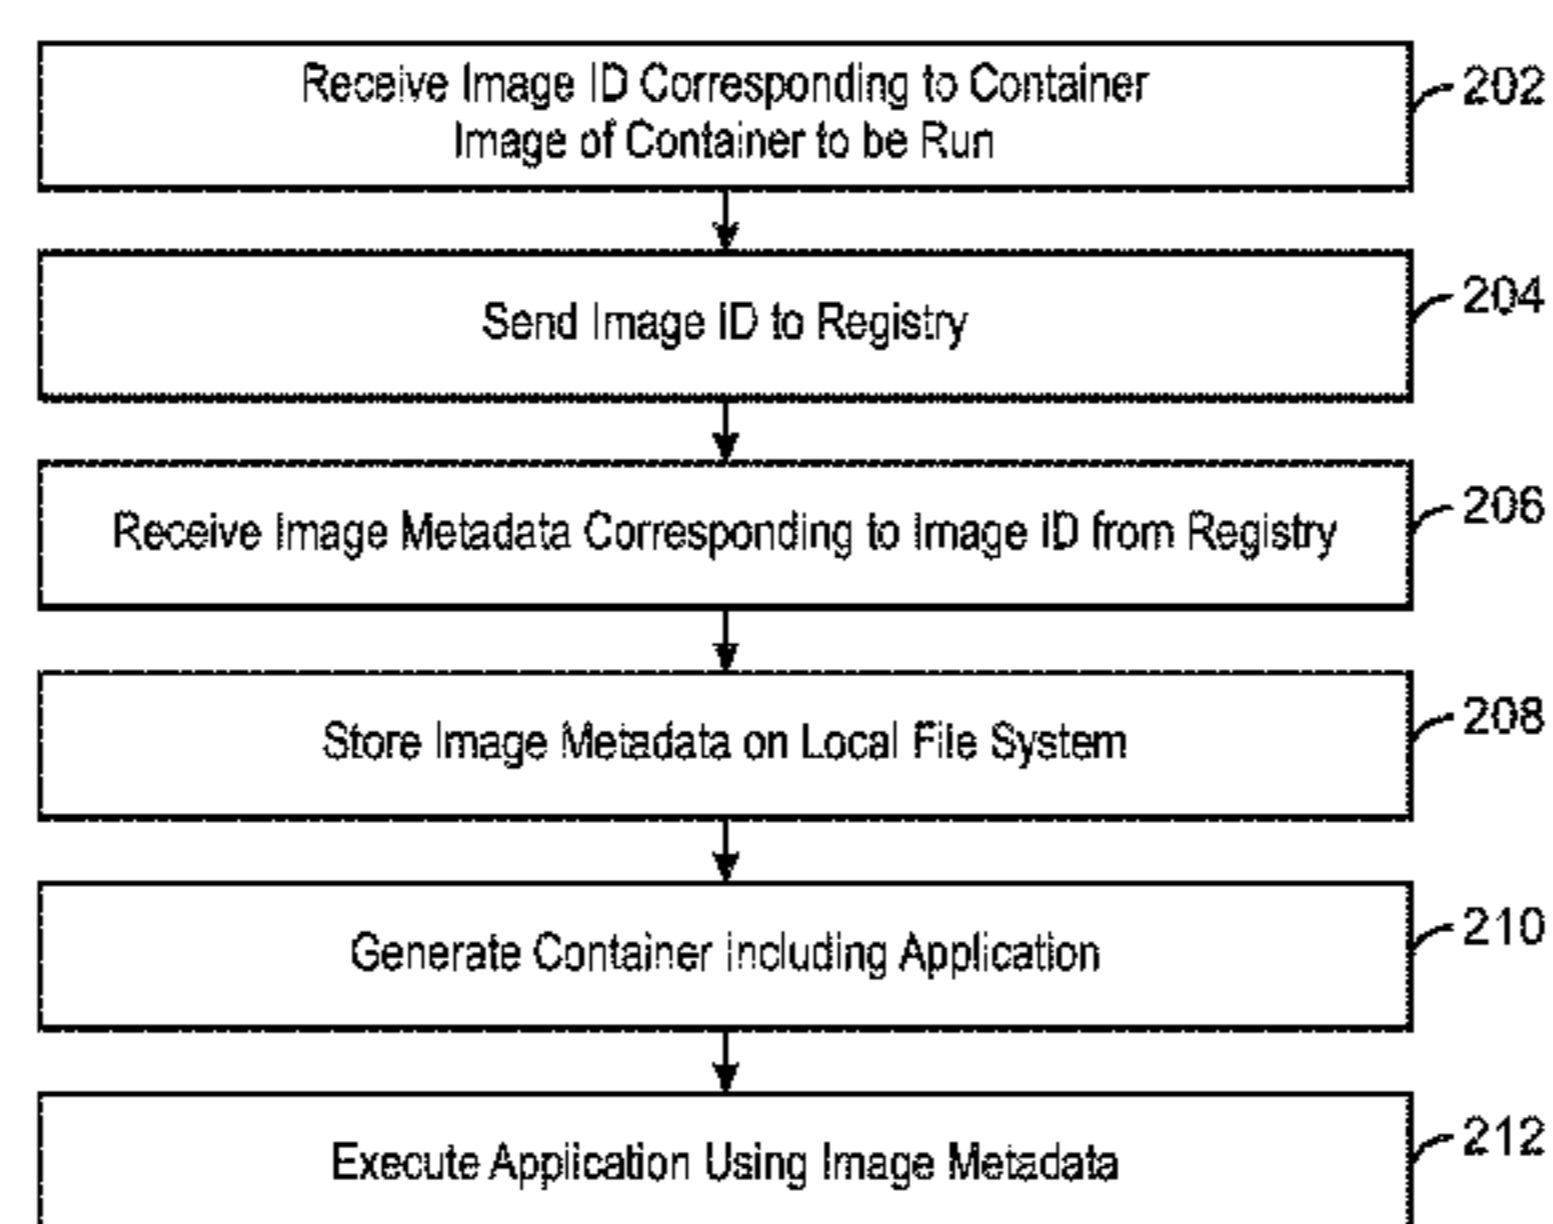 Receive Image ID Corresponding to Container
Image of Container to be Run
202
Send Image ID to Registry
204
Receive Image Metadata Corresponding to Image ID from Registry
206
Store Image Metadata on Local File System
208
Generate Container including Application
210
Execute Application Using Image Metadata
212